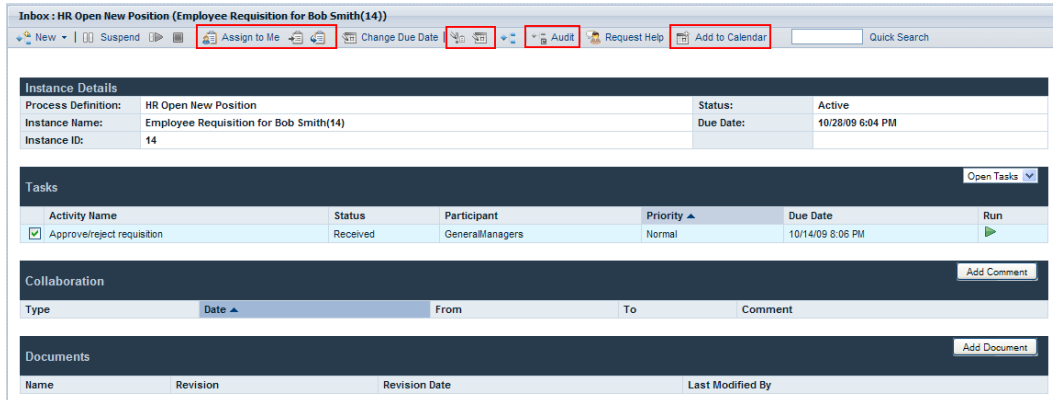 Inbox : HR Open New Position (Employee Requisition for Bob Smith(14))
New Suspend Assign to Me Change Due Date Audit Request Help Add to Calendar Quick Search
Instance Details
Process Definition: HR Open New Position Status: Active
Instance Name: Employee Requisition for Bob Smith(14) Due Date: 10/28/09 6:04 PM
Instance ID: 14
Open Tasks
Tasks
Activity Name Status Participant Priority Due Date Run
Approve/reject requisition Received GeneralManagers Normal 10/14/09 8:06 PM
Add Comment
Collaboration
Type Date From To Comment
Add Document
Documents
Name Revision Revision Date Last Modified By